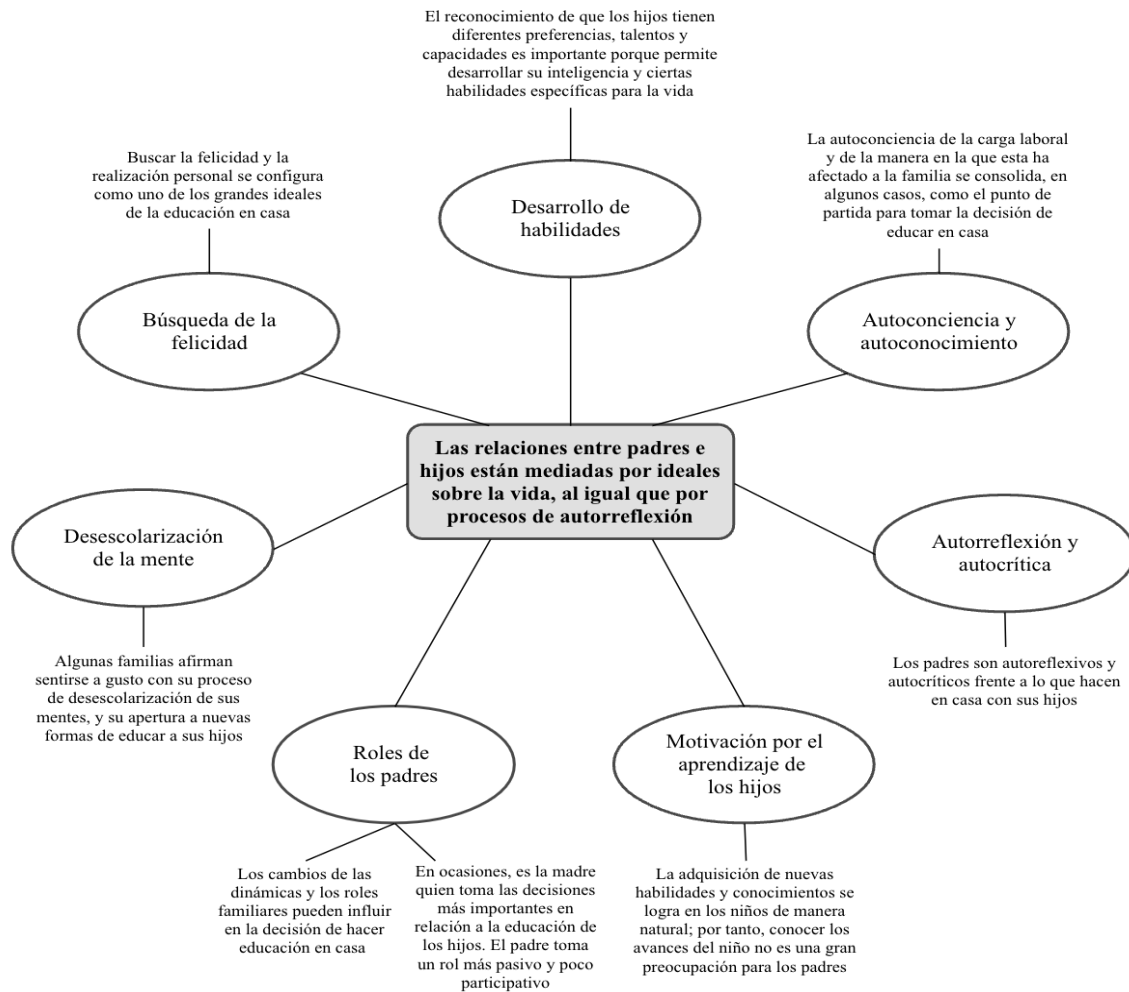 El reconocimiento de que los hijos tienen
diferentes preferencias, talentos y
capacidades es importante porque permite
desarrollar su inteligencia y ciertas
habilidades específicas para la vida
Desarrollo de
habilidades
Buscar la felicidad y la
realización personal se configura
como uno de los grandes ideales
de la educación en casa
Búsqueda de la
felicidad
La autoconciencia de la carga laboral
y de la manera en la que esta ha
afectado a la familia se consolida, en
algunos casos, como el punto de
partida para tomar la decisión de
educar en casa
Autoconciencia y
autoconocimiento
Las relaciones entre padres e
hijos están mediadas por ideales
sobre la vida, al igual que por
procesos de autorreflexión
Desescolarización
de la mente
Algunas familias afirman
sentirse a gusto con su proceso
de desescolarización de sus
mentes, y su apertura a nuevas
formas de educar a sus hijos
Autorreflexión y
autocrítica
Los padres son autoreflexivos y
autocríticos frente a lo que hacen
en casa con sus hijos
Roles de
los padres
Los cambios de las
dinámicas y los roles
familiares pueden influir
en la decisión de hacer
educación en casa
En ocasiones, es la madre
quien toma las decisiones
más importantes en
relación a la educación de
los hijos. El padre toma
un rol más pasivo y poco
participativo
Motivación por el
aprendizaje de
los hijos
La adquisición de nuevas
habilidades y conocimientos se
logra en los niños de manera
natural; por tanto, conocer los
avances del niño no es una gran
preocupación para los padres